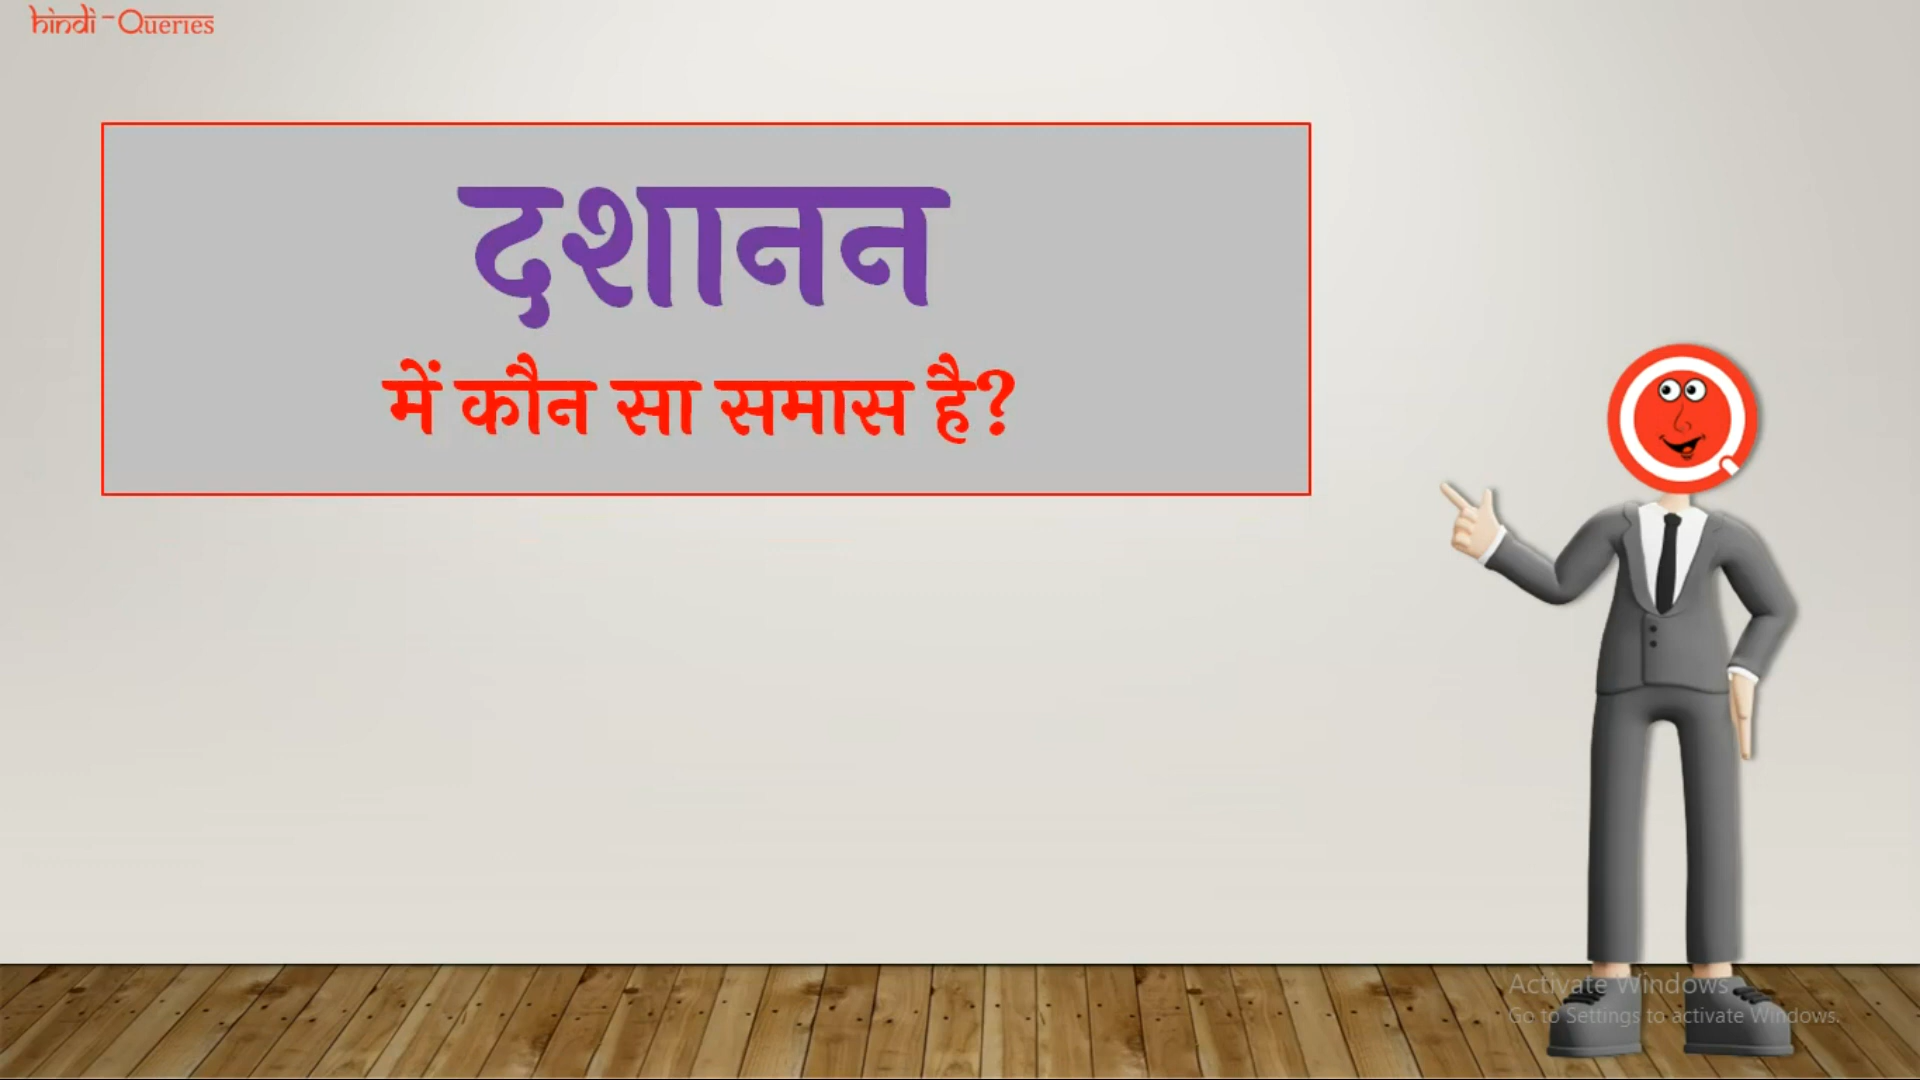 hindi-Queries
दशानन
में कौन सा समास है?
Activate Windows
Go to Settings to activate Windows.